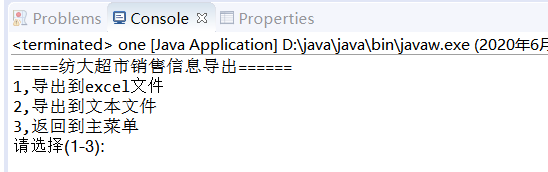 Problems Console Properties
<terminated> one [Java Application] D:\java\java\bin\javaw.exe (2020年6月
=====纺大超市销售信息导出======
1,导出到excel文件
2,导出到文本文件
3,返回到主菜单
请选择(1-3):